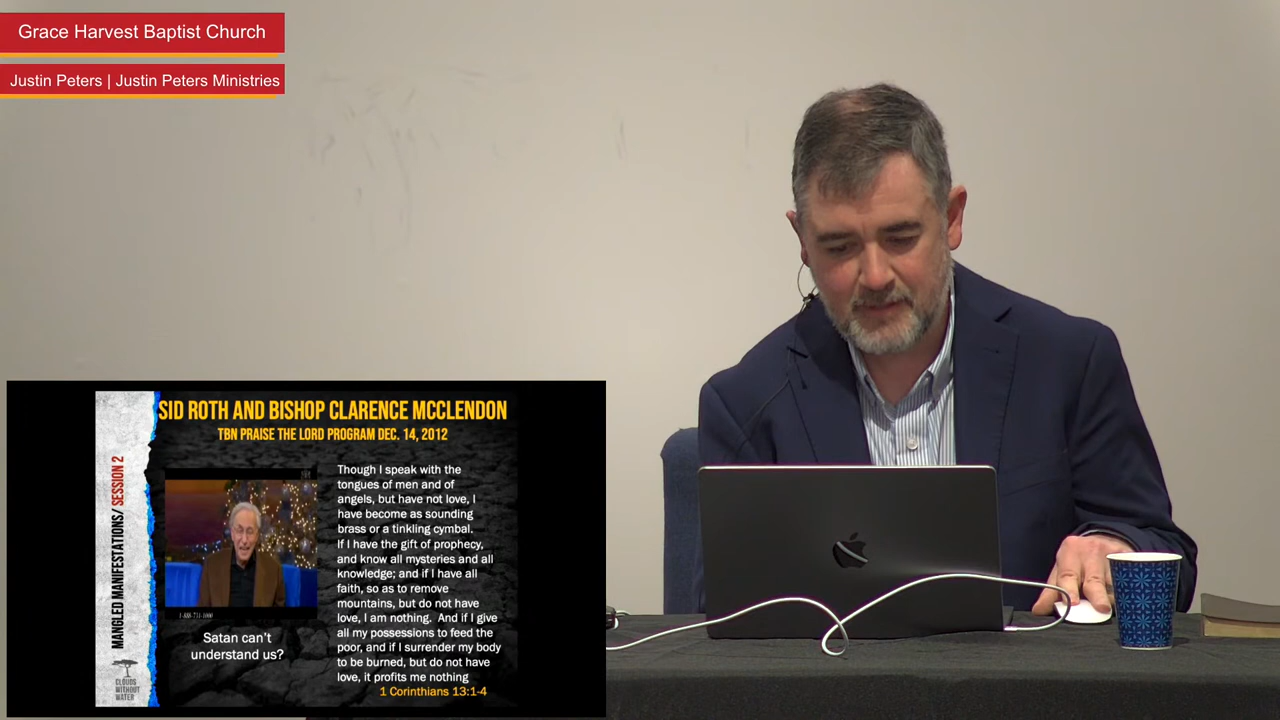 Grace Harvest Baptist Church
Justin Peters | Justin Peters Ministries
SID ROTH AND BISHOP CLARENCE MCCLENDON
TBN PRAISE THE LORD PROGRAM DEC. 14, 2012
MANGLED MANIFESTATIONS/ SESSION 2
Though I speak with the
tongues of men and of
angels, but have not love, I
have become as sounding
brass or a tinkling cymbal.
If I have the gift of prophecy,
and know all mysteries and all
knowledge; and if I have all
faith, so as to remove
mountains, but do not have
love, I am nothing. And if I give
all my possessions to feed the
poor, and if I surrender my body
to be burned, but do not have
love, it profits me nothing
1 Corinthians 13:1-4
1-888-731-1000
Satan can't
understand us?
CLOUDS
WITHOUT
WATER